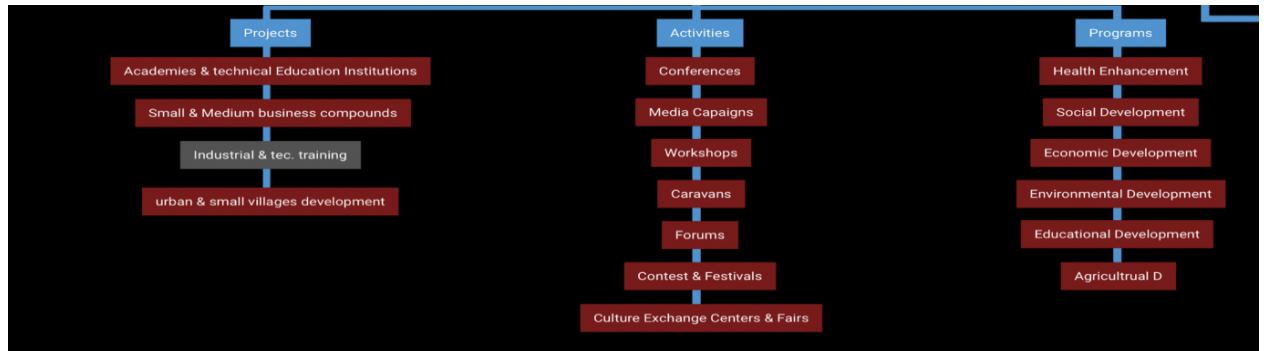 Projects
Academies & technical Education Institutions
Small & Medium business compounds
Industrial & tec. training
urban & small villages development
Activities
Conferences
Media Capaigns
Workshops
Caravans
Forums
Contest & Festivals
Culture Exchange Centers & Fairs
Programs
Health Enhancement
Social Development
Economic Development
Environmental Development
Educational Development
Agricultrual D